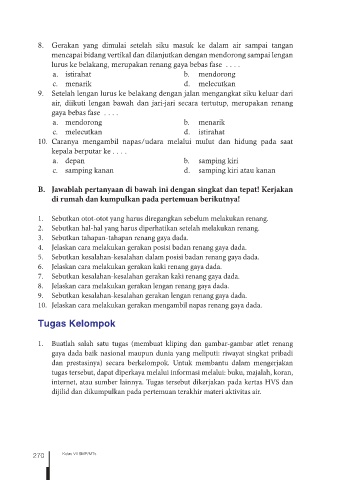 8. Gerakan yang dimulai setelah siku masuk ke dalam air sampai tangan
mencapai bidang vertikal dan dilanjutkan dengan mendorong sampai lengan
lurus ke belakang, merupakan renang gaya bebas fase . . . .
a. istirahat b. mendorong
c. menarik d. melecutkan
9. Setelah lengan lurus ke belakang dengan jalan mengangkat siku keluar dari
air, diikuti lengan bawah dan jari-jari secara tertutup, merupakan renang
gaya bebas fase . . . .
a. mendorong b. menarik
c. melecutkan d. istirahat
10. Caranya mengambil napas/udara melalui mulut dan hidung pada saat
kepala berputar ke . . . .
a. depan b. samping kiri
c. samping kanan d. samping kiri atau kanan
B. Jawablah pertanyaan di bawah ini dengan singkat dan tepat! Kerjakan
di rumah dan kumpulkan pada pertemuan berikutnya!
1. Sebutkan otot-otot yang harus diregangkan sebelum melakukan renang.
2. Sebutkan hal-hal yang harus diperhatikan setelah melakukan renang.
3. Sebutkan tahapan-tahapan renang gaya dada.
4. Jelaskan cara melakukan gerakan posisi badan renang gaya dada.
5. Sebutkan kesalahan-kesalahan dalam posisi badan renang gaya dada.
6. Jelaskan cara melakukan gerakan kaki renang gaya dada.
7. Sebutkan kesalahan-kesalahan gerakan kaki renang gaya dada.
8. Jelaskan cara melakukan gerakan lengan renang gaya dada.
9. Sebutkan kesalahan-kesalahan gerakan lengan renang gaya dada.
10. Jelaskan cara melakukan gerakan mengambil napas renang gaya dada.
Tugas Kelompok
1. Buatlah salah satu tugas (membuat kliping dan gambar-gambar atlet renang
gaya dada baik nasional maupun dunia yang meliputi: riwayat singkat pribadi
dan prestasinya) secara berkelompok. Untuk membantu dalam mengerjakan
tugas tersebut, dapat diperkaya melalui informasi melalui: buku, majalah, koran,
internet, atau sumber lainnya. Tugas tersebut dikerjakan pada kertas HVS dan
dijilid dan dikumpulkan pada pertemuan terakhir materi aktivitas air.
270 Kelas VII SMP/MTs